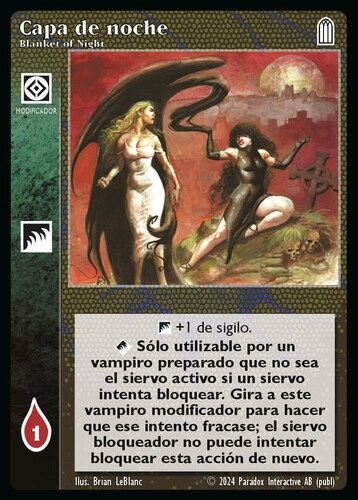 Capa de noche
Blanket of Night
MODIFICADOR
+1 de sigilo.
Sólo utilizable por un
vampiro preparado que no sea
el siervo activo si un siervo
intenta bloquear. Gira a este
vampiro modificador para hacer
que ese intento fracase; el siervo
bloqueador no puede intentar
bloquear esta acción de nuevo.
1
Ilus. Brian LeBlanc
© 2024 Paradox Interactive AB (publ)